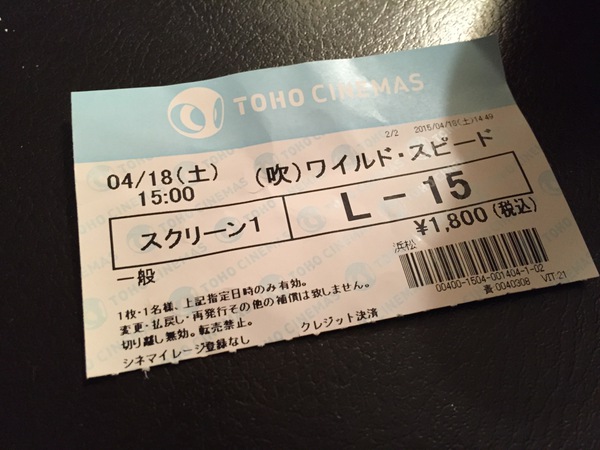 TOHO CINEMAS
2/2 2015/04/18(土)14:49
04/18(土) (吹)ワイルド・スピード
15:00
スクリーン1 L-15
¥1,800(税込)
一般 浜松
1枚・1名様、上記指定日時のみ有効。
変更・払戻し・再発行その他の補償は致しません。
切り離し無効。転売禁止。
シネマイレージ登録なし クレジット決済
00400-1504-001404-1-02
青:0040308 VIT:21